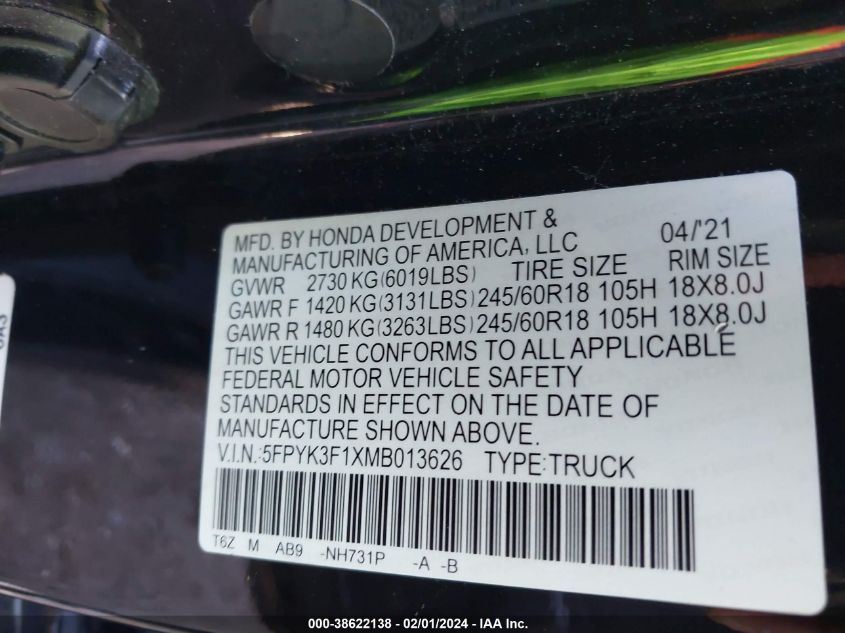 MFD. BY HONDA DEVELOPMENT &
MANUFACTURING OF AMERICA, LLC 04/'21
GVWR 2730 KG(6019LBS) TIRE SIZE RIM SIZE
GAWR F 1420 KG(3131LBS) 245/60R18 105H 18X8.0J
GAWR R 1480 KG(3263LBS) 245/60R18 105H 18X8.0J
THIS VEHICLE CONFORMS TO ALL APPLICABLE
FEDERAL MOTOR VEHICLE SAFETY
STANDARDS IN EFFECT ON THE DATE OF
MANUFACTURE SHOWN ABOVE.
V.I.N.:5FPYK3F1XMB013626 TYPE:TRUCK
T6Z M AB9 -NH731P -A -B
000-38622138 - 02/01/2024 - IAA Inc.